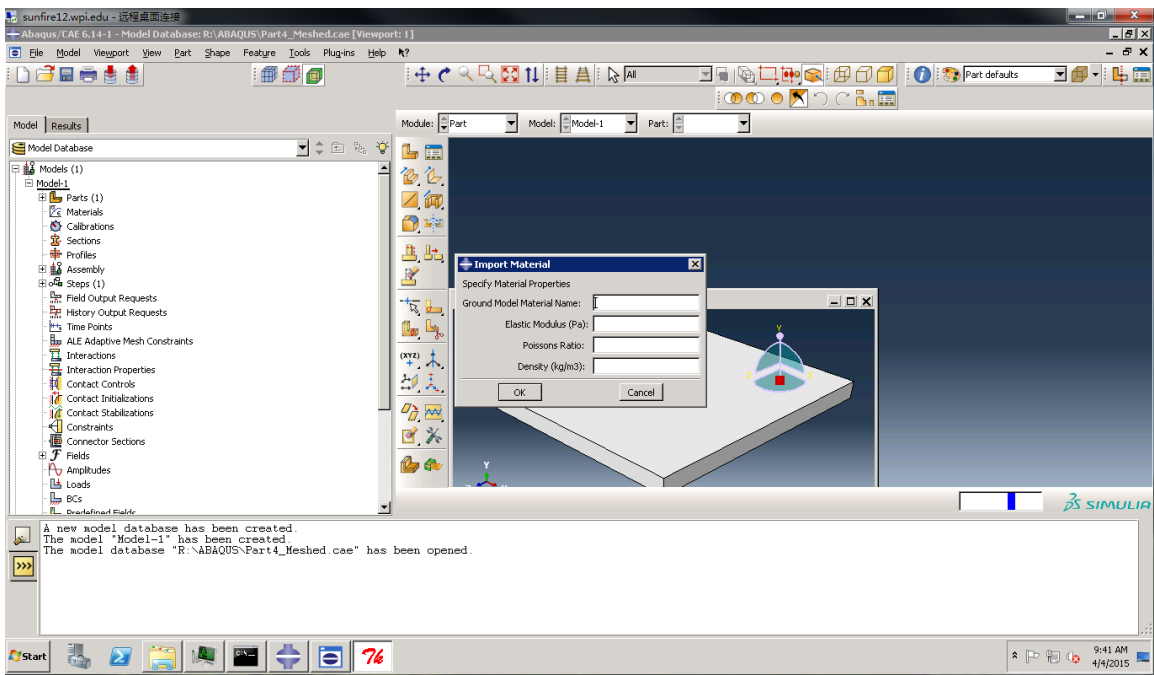 sunfire12.wpi.edu - 远程桌面连接
Abaqus/CAE 6.14-1 - Model Database: R:\ABAQUS\Part4_Meshed.cae [Viewport: 1]
File Model Viewport View Part Shape Feature Tools Plug-ins Help
All
Part defaults
Model Results
Module: Part Model: Model-1 Part:
Model Database
Models (1)
Model-1
Parts (1)
Materials
Calibrations
Sections
Profiles
Assembly
Steps (1)
Field Output Requests
History Output Requests
Time Points
ALE Adaptive Mesh Constraints
Interactions
Interaction Properties
Contact Controls
Contact Initializations
Contact Stabilizations
Constraints
Connector Sections
Fields
Amplitudes
Loads
BCs
Predefined Fields
(XYZ)
Import Material
Specify Material Properties
Ground Model Material Name:
Elastic Modulus (Pa):
Poissons Ratio:
Density (kg/m3):
OK Cancel
Y
Z
Y
SIMULIA
A new model database has been created.
The model "Model-1" has been created.
The model database "R:\ABAQUS\Part4_Meshed.cae" has been opened.
>>>
Start
9:41 AM
4/4/2015